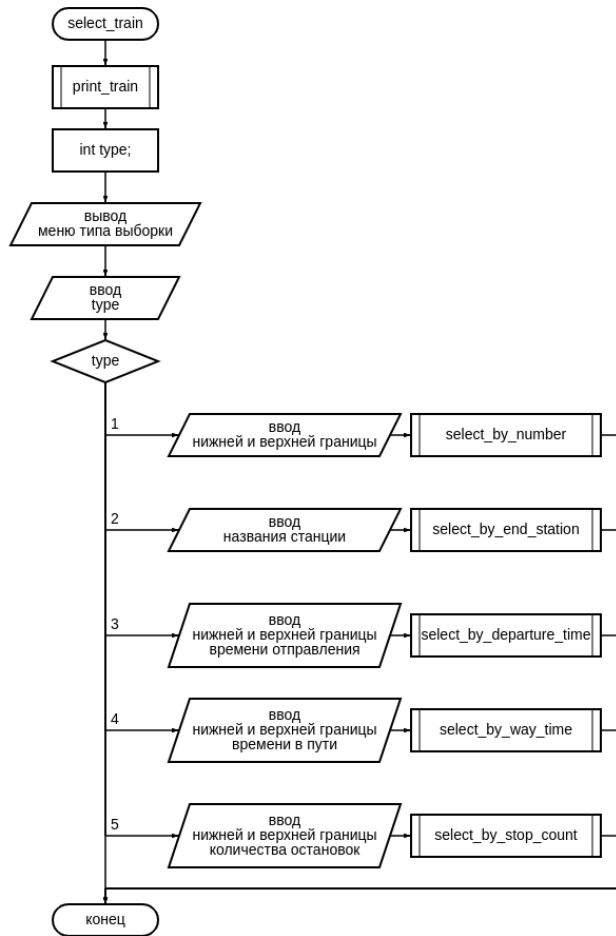 select_train
print_train
int type;
вывод
меню типа выборки
ввод
type
type
1
ввод
нижней и верхней границы
select_by_number
2
ввод
названия станции
select_by_end_station
3
ввод
нижней и верхней границы
времени отправления
select_by_departure_time
4
ввод
нижней и верхней границы
времени в пути
select_by_way_time
5
ввод
нижней и верхней границы
количества остановок
select_by_stop_count
конец